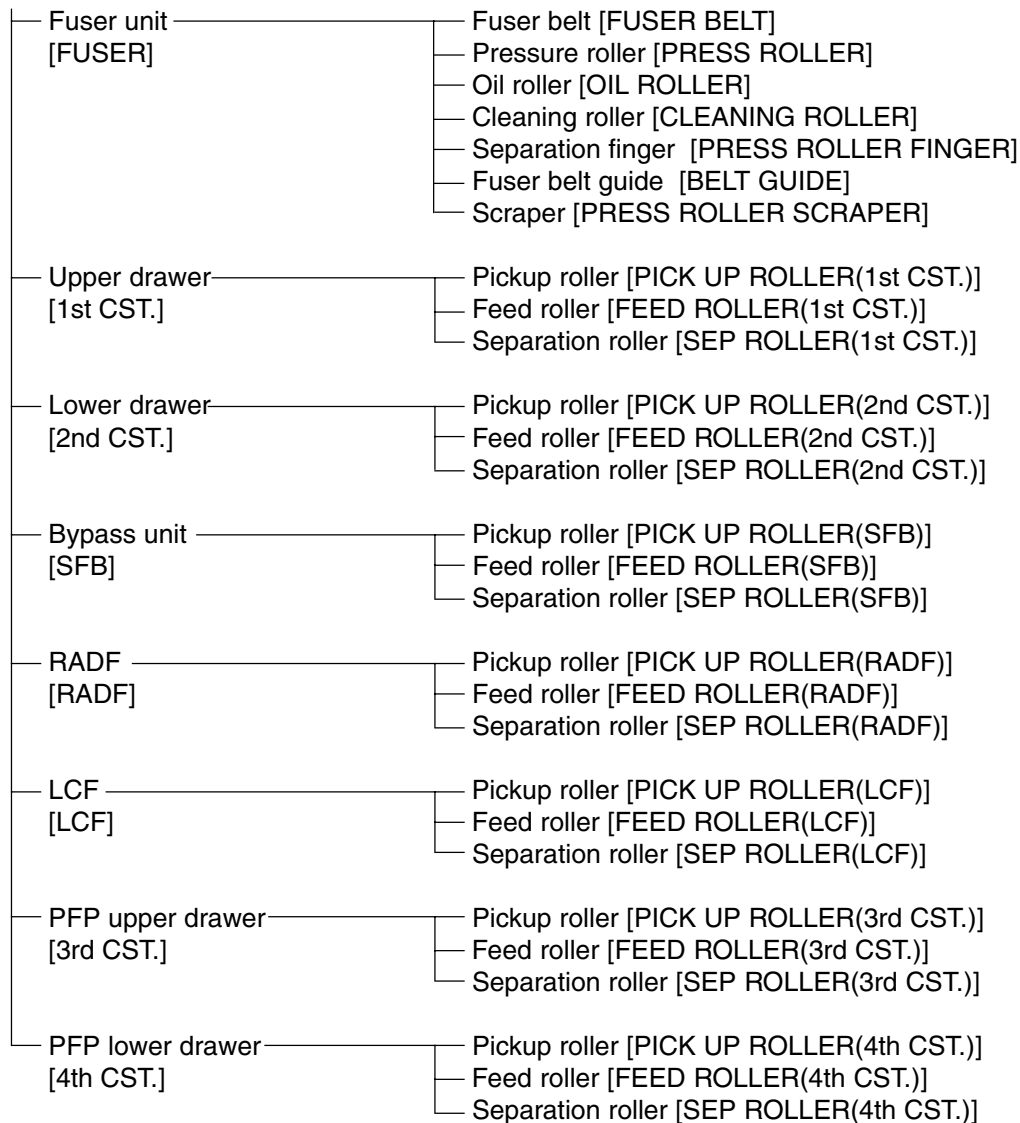 Fuser unit Fuser belt [FUSER BELT]
[FUSER] Pressure roller [PRESS ROLLER]
Oil roller [OIL ROLLER]
Cleaning roller [CLEANING ROLLER]
Separation finger [PRESS ROLLER FINGER]
Fuser belt guide [BELT GUIDE]
Scraper [PRESS ROLLER SCRAPER]
Upper drawer Pickup roller [PICK UP ROLLER(1st CST.)]
[1st CST.] Feed roller [FEED ROLLER(1st CST.)]
Separation roller [SEP ROLLER(1st CST.)]
Lower drawer Pickup roller [PICK UP ROLLER(2nd CST.)]
[2nd CST.] Feed roller [FEED ROLLER(2nd CST.)]
Separation roller [SEP ROLLER(2nd CST.)]
Bypass unit Pickup roller [PICK UP ROLLER(SFB)]
[SFB] Feed roller [FEED ROLLER(SFB)]
Separation roller [SEP ROLLER(SFB)]
RADF Pickup roller [PICK UP ROLLER(RADF)]
[RADF] Feed roller [FEED ROLLER(RADF)]
Separation roller [SEP ROLLER(RADF)]
LCF Pickup roller [PICK UP ROLLER(LCF)]
[LCF] Feed roller [FEED ROLLER(LCF)]
Separation roller [SEP ROLLER(LCF)]
PFP upper drawer Pickup roller [PICK UP ROLLER(3rd CST.)]
[3rd CST.] Feed roller [FEED ROLLER(3rd CST.)]
Separation roller [SEP ROLLER(3rd CST.)]
PFP lower drawer Pickup roller [PICK UP ROLLER(4th CST.)]
[4th CST.] Feed roller [FEED ROLLER(4th CST.)]
Separation roller [SEP ROLLER(4th CST.)]